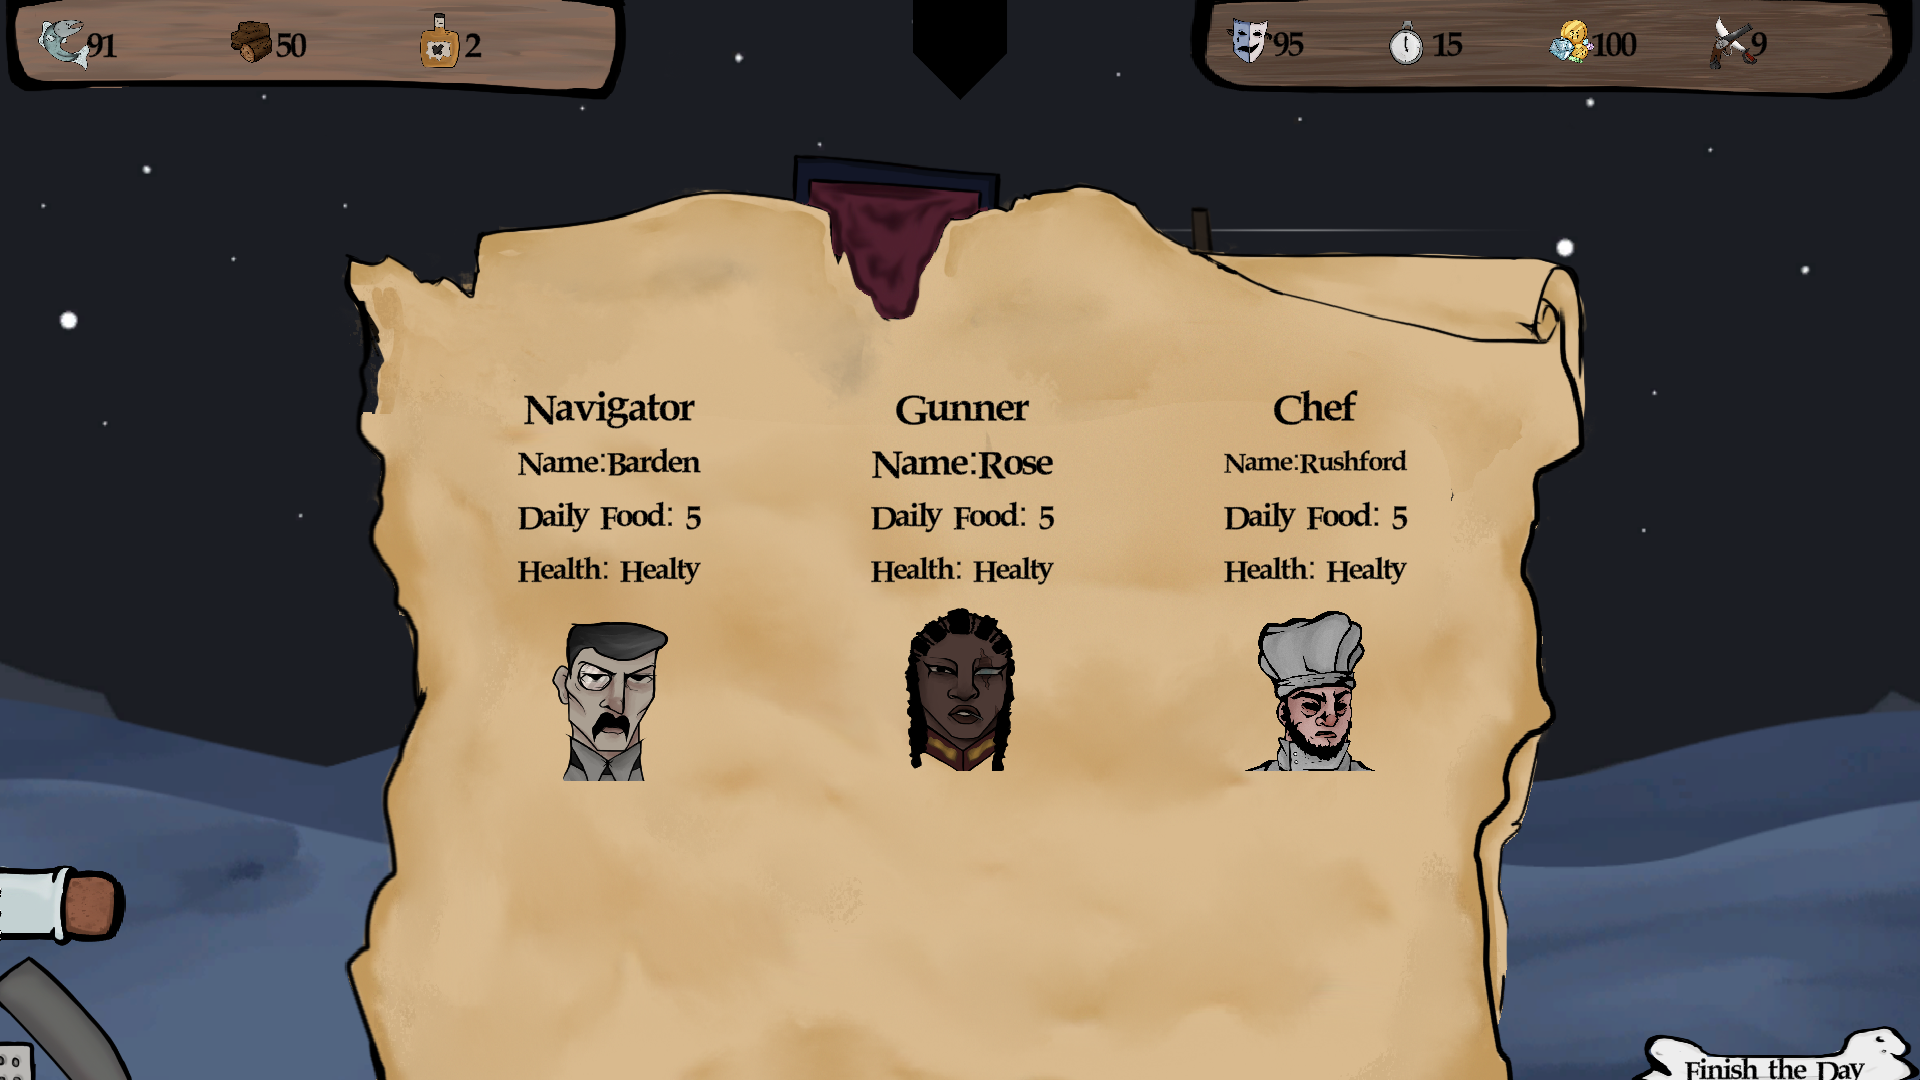 91 50 2 95 15 100 9
Navigator Gunner Chef
Name:Barden Name:Rose Name:Rushford
Daily Food: 5 Daily Food: 5 Daily Food: 5
Health: Healty Health: Healty Health: Healty
Finish the Day